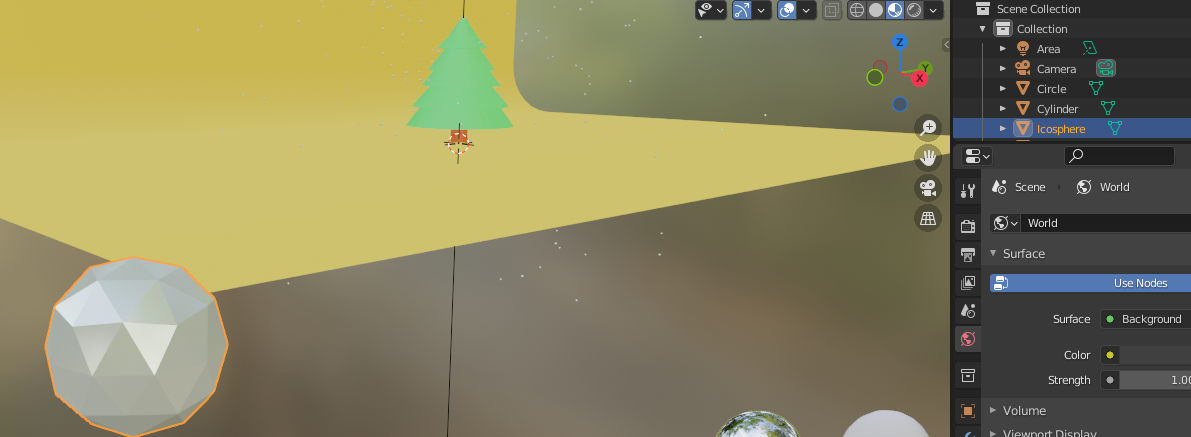 Scene Collection
Collection
Area
Camera
Circle
Cylinder
Icosphere
Z
Y
X
Scene
World
World
Surface
Use Nodes
Surface
Background
Color
Strength
1.00
Volume
Viewport Display